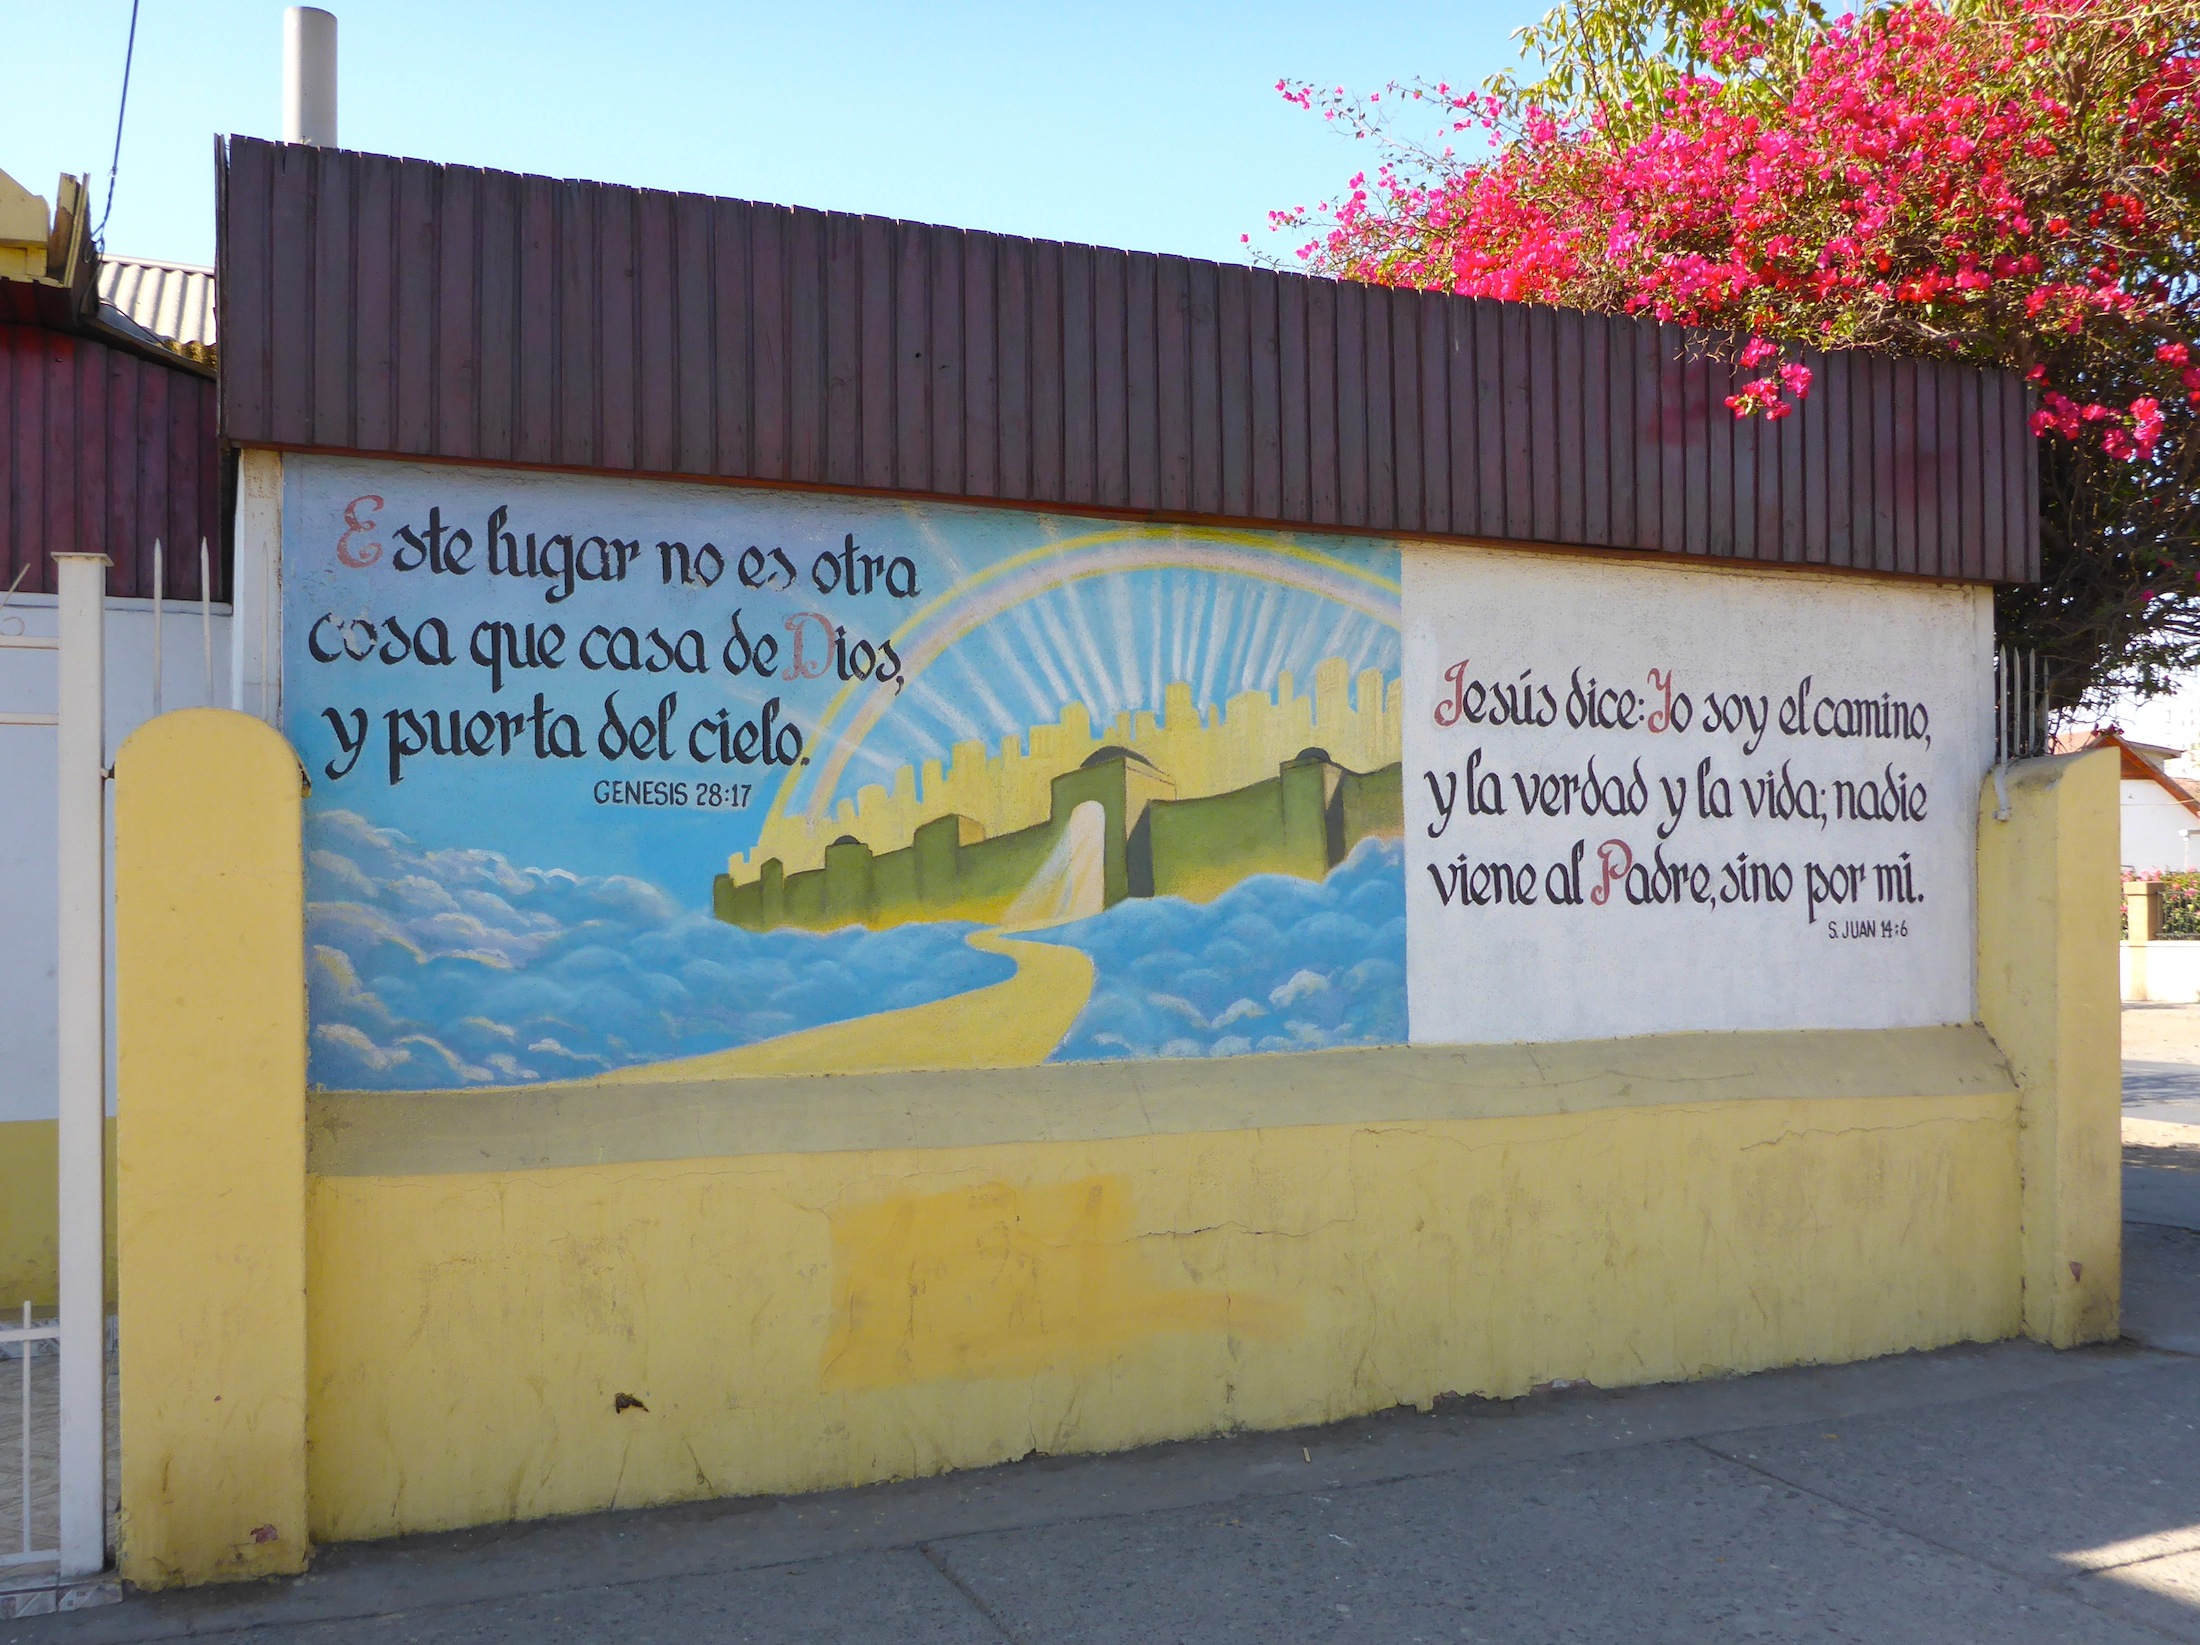 Este lugar no es otra
cosa que casa de Dios,
y puerta del cielo.
GENESIS 28:17
Jesús dice: Yo soy el camino,
y la verdad y la vida; nadie
viene al Padre, sino por mi.
S. JUAN 14:6